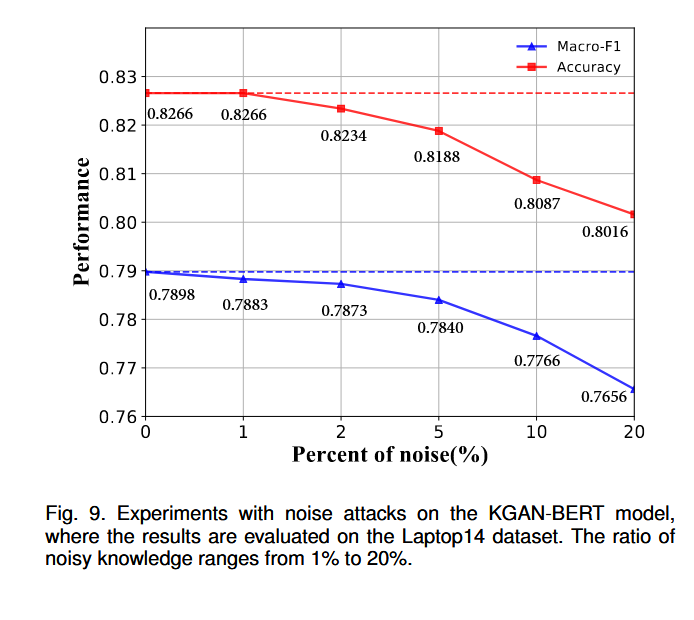 Macro-F1
Accuracy
0.83
0.82
0.81
0.80
0.79
0.78
0.77
0.76
Performance
0.8266
0.8266
0.8234
0.8188
0.8087
0.8016
0.7898
0.7883
0.7873
0.7840
0.7766
0.7656
0 1 2 5 10 20
Percent of noise(%)
Fig. 9. Experiments with noise attacks on the KGAN-BERT model,
where the results are evaluated on the Laptop14 dataset. The ratio of
noisy knowledge ranges from 1% to 20%.